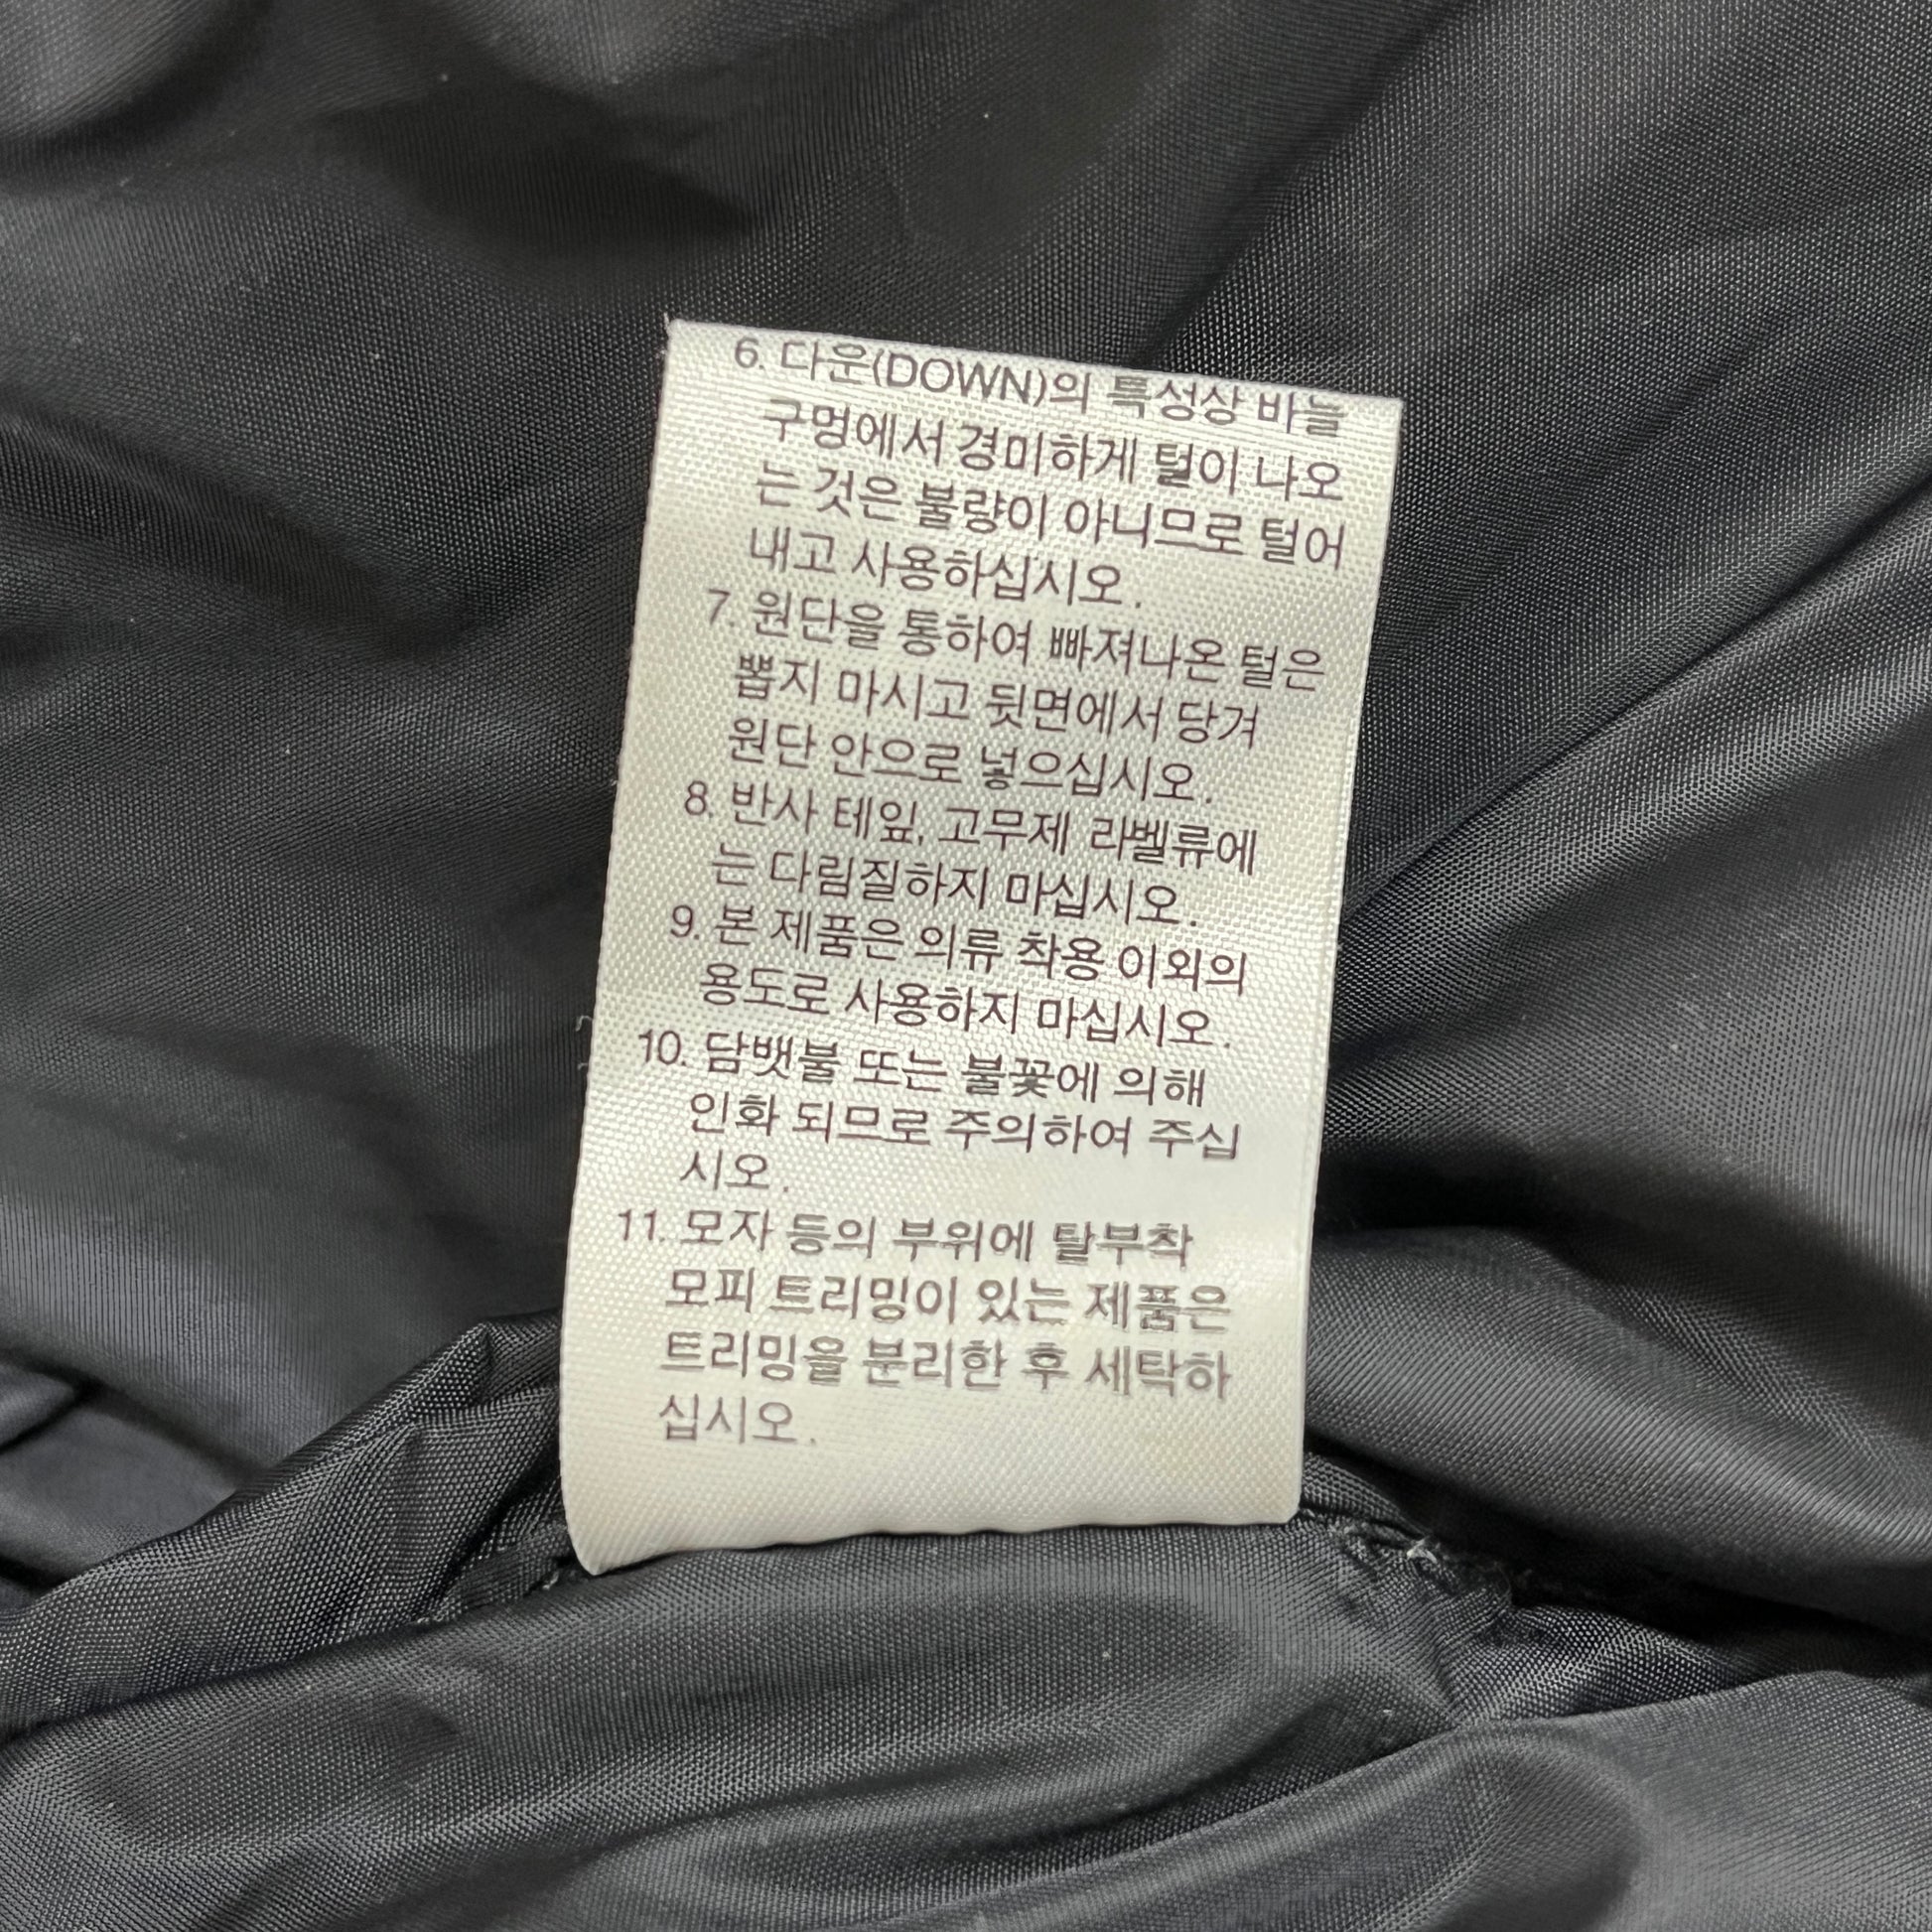 6. 다운(DOWN)의 특성상 바늘
구멍에서 경미하게 털이 나오
는 것은 불량이 아니므로 털어
내고 사용하십시오.
7. 원단을 통하여 빠져나온 털은
뽑지 마시고 뒷면에서 당겨
원단 안으로 넣으십시오.
8. 반사 테잎, 고무제 라벨류에
는 다림질하지 마십시오.
9. 본 제품은 의류 착용 이외의
용도로 사용하지 마십시오.
10. 담뱃불 또는 불꽃에 의해
인화 되므로 주의하여 주십
시오.
11. 모자 등의 부위에 탈부착
모피 트리밍이 있는 제품은
트리밍을 분리한 후 세탁하
십시오.